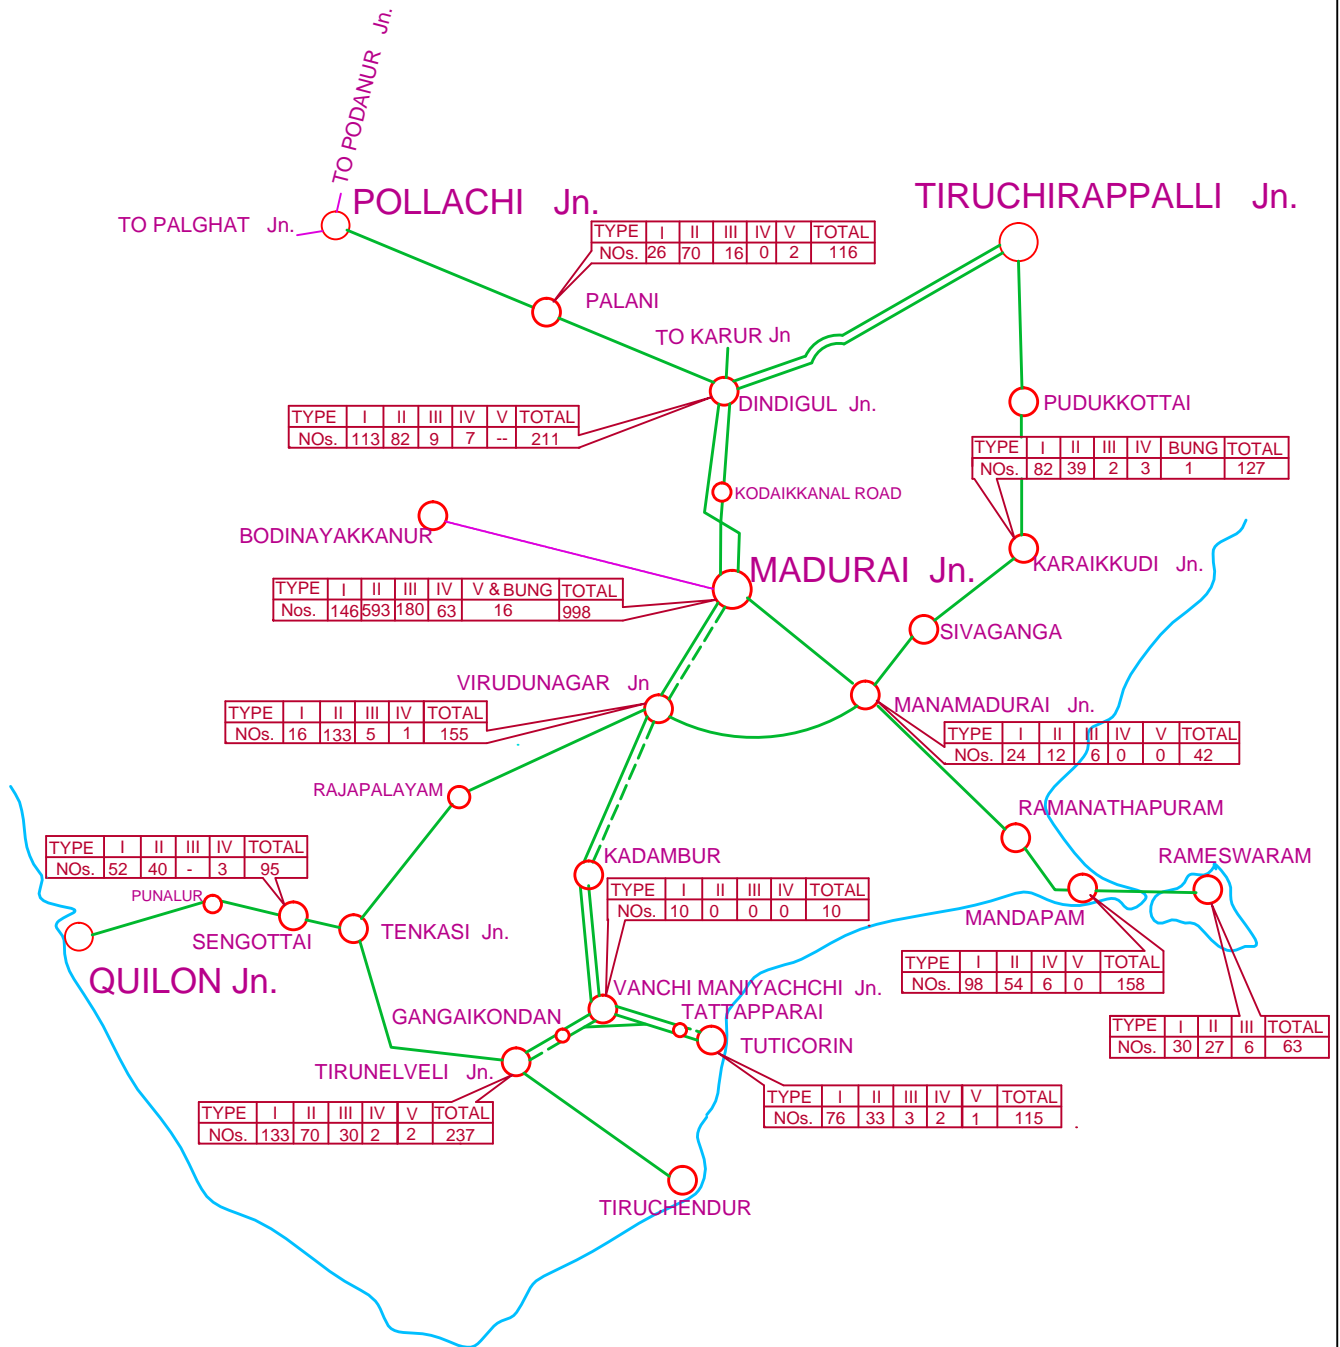 TO PODANUR Jn.
POLLACHI Jn.
TIRUCHIRAPPALLI Jn.
TO PALGHAT Jn.
TYPE I II III IV V TOTAL
NOs. 26 70 16 0 2 116
PALANI
TO KARUR Jn
DINDIGUL Jn.
PUDUKKOTTAI
TYPE I II III IV V TOTAL
NOs. 113 82 9 7 -- 211
TYPE I II III IV BUNG TOTAL
NOs. 82 39 2 3 1 127
KODAIKKANAL ROAD
BODINAYAKKANUR
MADURAI Jn.
KARAIKKUDI Jn.
TYPE I II III IV V & BUNG TOTAL
Nos. 146 593 180 63 16 998
SIVAGANGA
VIRUDUNAGAR Jn
MANAMADURAI Jn.
TYPE I II III IV TOTAL
NOs. 16 133 5 1 155
TYPE I II III IV V TOTAL
NOs. 24 12 6 0 0 42
RAJAPALAYAM
RAMANATHAPURAM
TYPE I II III IV TOTAL
NOs. 52 40 - 3 95
KADAMBUR
RAMESWARAM
PUNALUR
TYPE I II III IV TOTAL
NOs. 10 0 0 0 10
SENGOTTAI
TENKASI Jn.
MANDAPAM
QUILON Jn.
TYPE I II IV V TOTAL
NOs. 98 54 6 0 158
VANCHI MANIYACHCHI Jn.
TATTAPPARAI
GANGAIKONDAN
TUTICORIN
TYPE I II III TOTAL
NOs. 30 27 6 63
TIRUNELVELI Jn.
TYPE I II III IV V TOTAL
NOs. 76 33 3 2 1 115
TYPE I II III IV V TOTAL
NOs. 133 70 30 2 2 237
TIRUCHENDUR